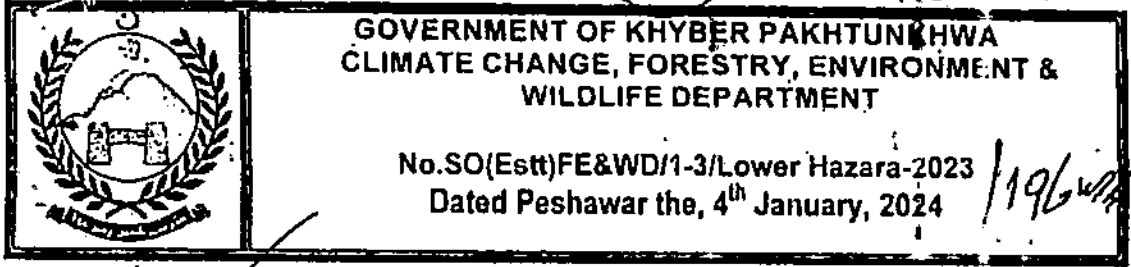 GOVERNMENT OF KHYBER PAKHTUNKHWA
CLIMATE CHANGE, FORESTRY, ENVIRONMENT &
WILDLIFE DEPARTMENT
No.SO(Estt)FE&WD/1-3/Lower Hazara-2023
Dated Peshawar the, 4th January, 2024